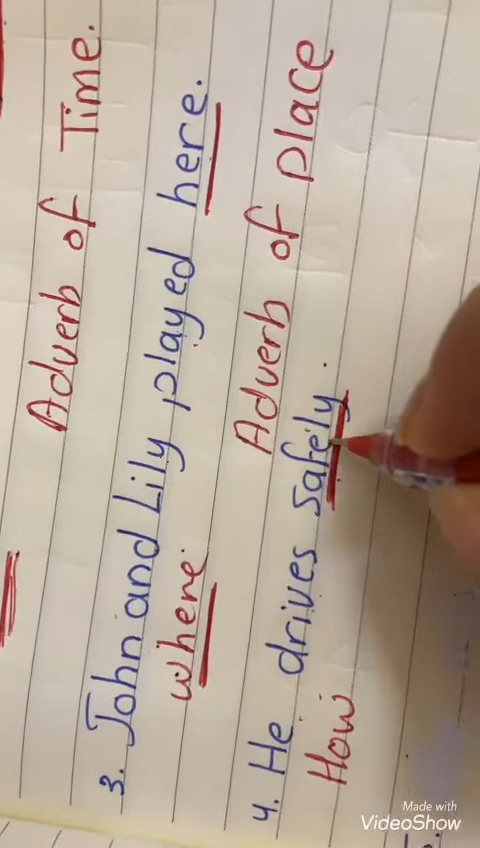 Adverb of Time.
3. John and Lily played here.
where Adverb of place
4. He drives safely.
How
5.
Made with
VideoShow